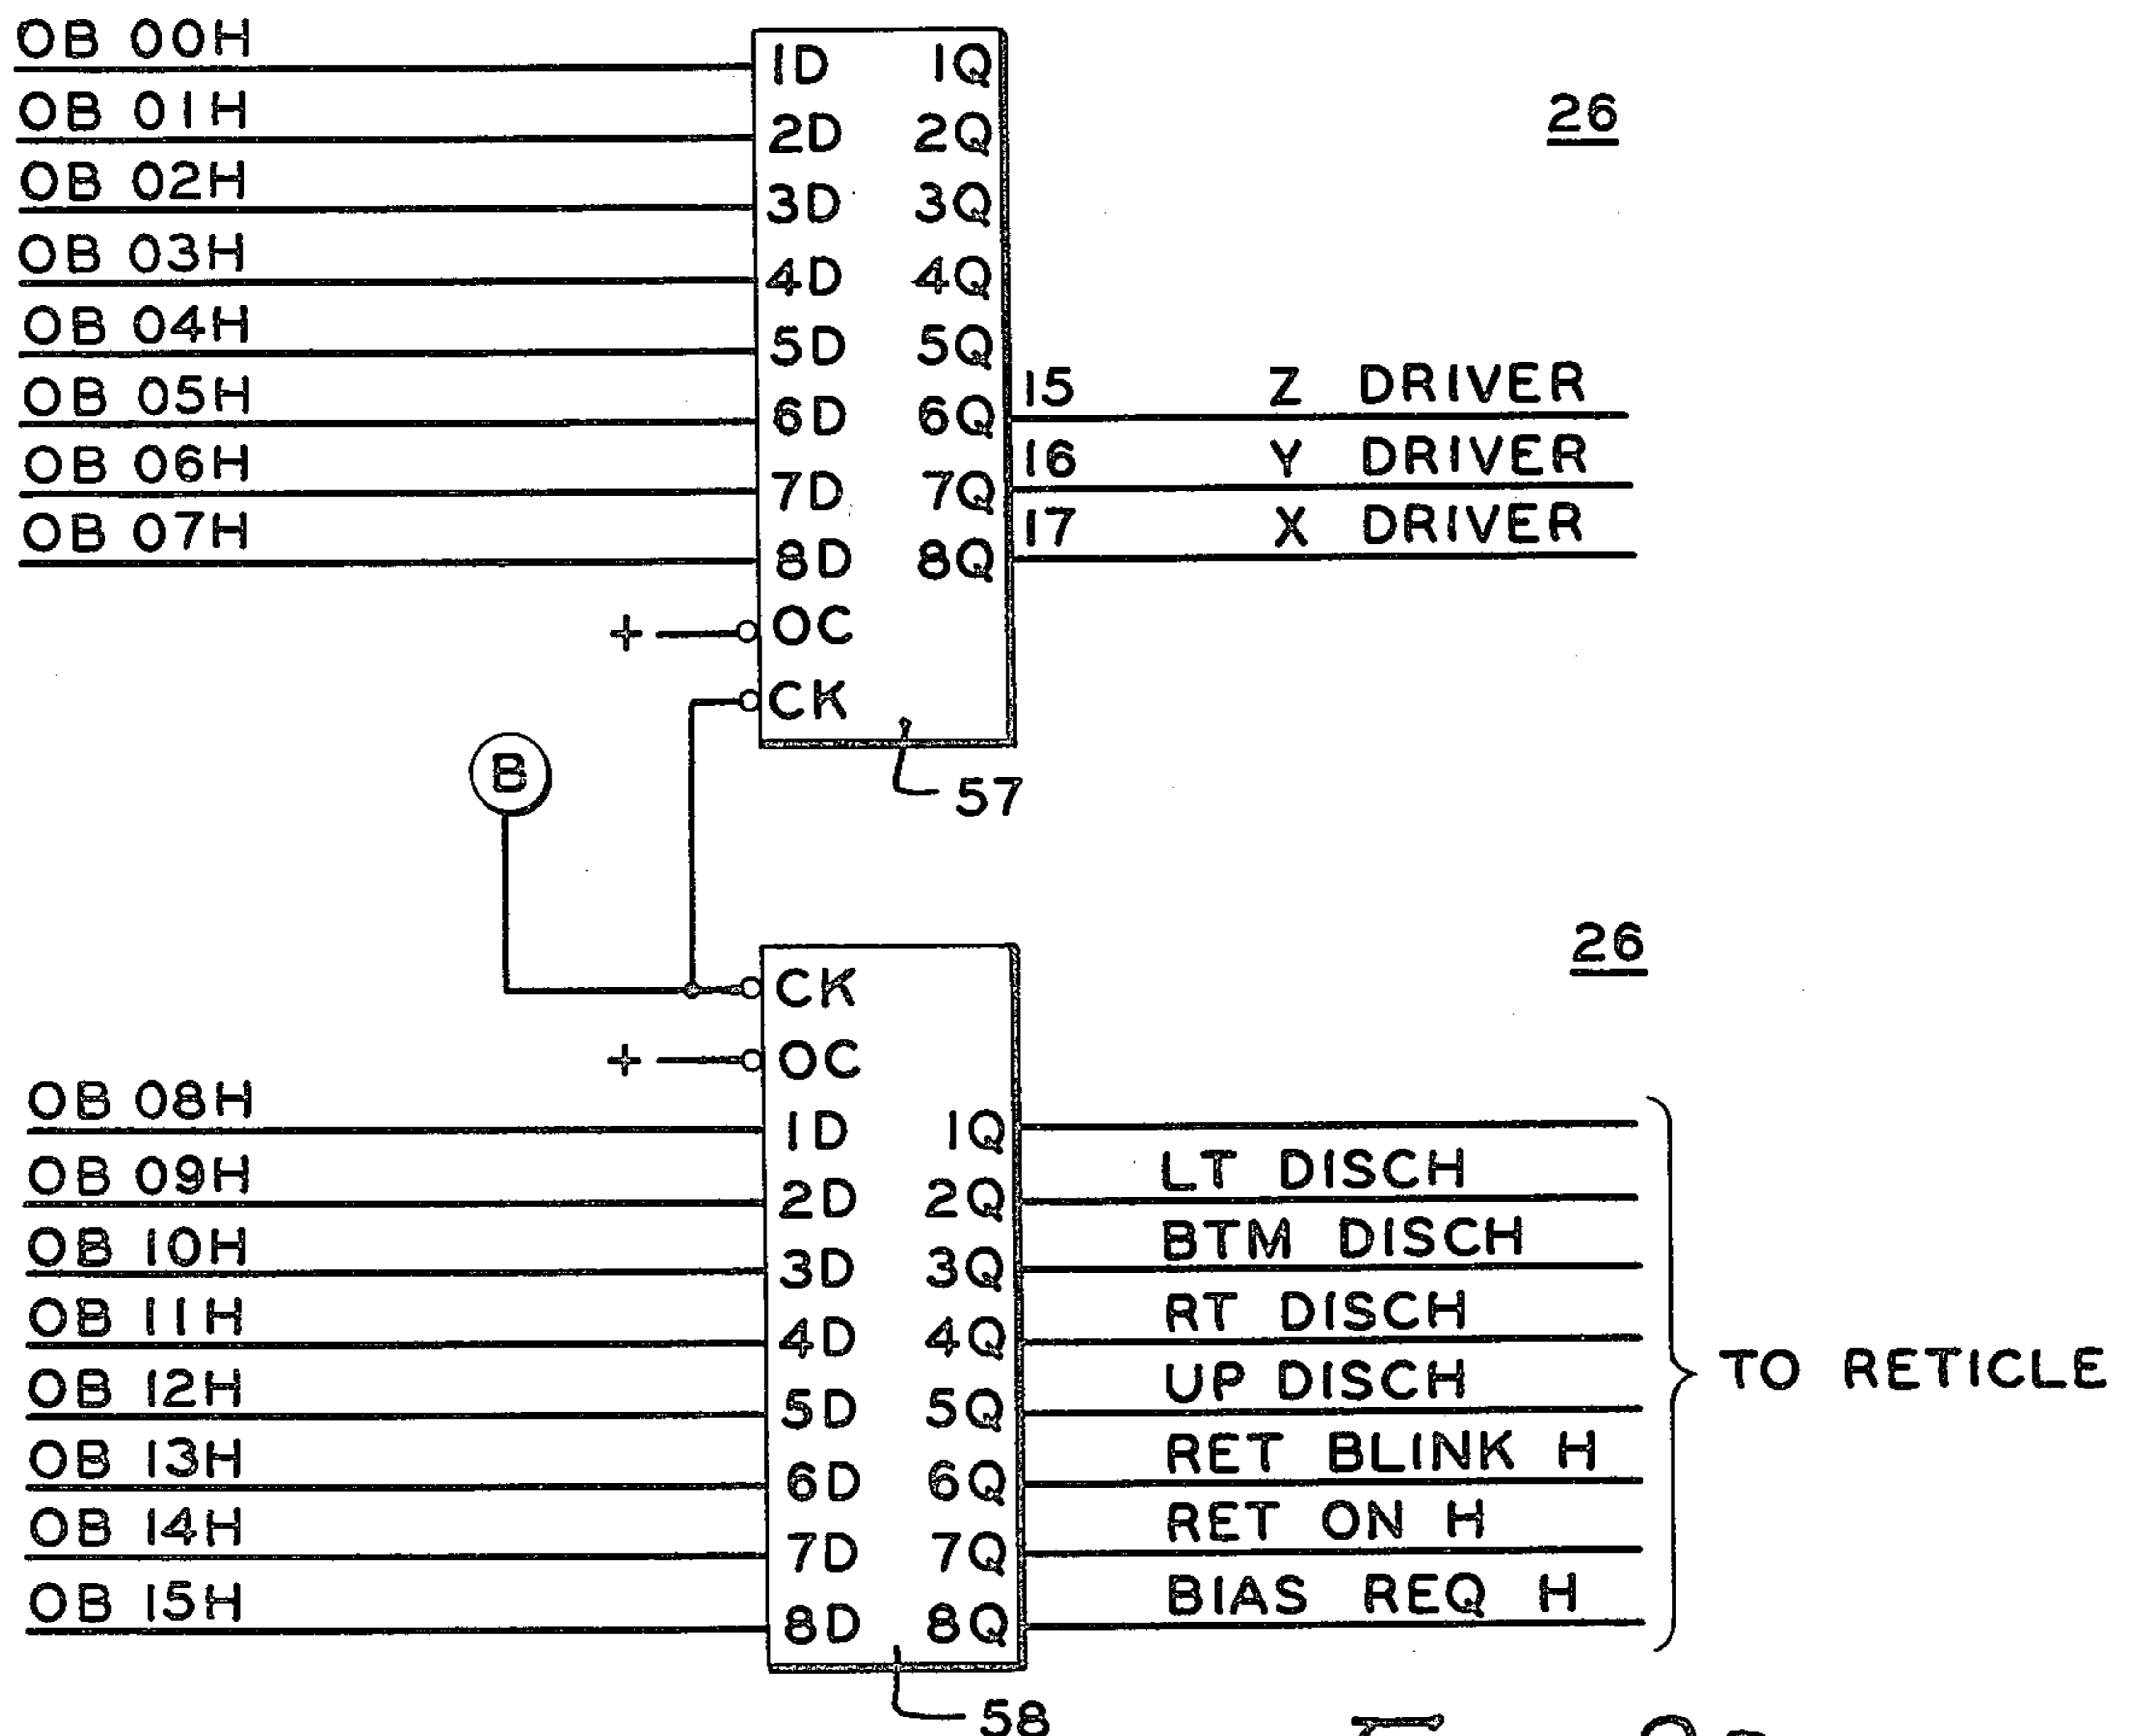 OB 00H
OB 01H
OB 02H
OB 03H
OB 04H
OB 05H
OB 06H
OB 07H
1D 1Q
2D 2Q
3D 3Q
4D 4Q
5D 5Q
6D 6Q
7D 7Q
8D 8Q
+ OC
CK
26
15 Z DRIVER
16 Y DRIVER
17 X DRIVER
57
B
26
CK
+ OC
OB 08H
OB 09H
OB 10H
OB 11H
OB 12H
OB 13H
OB 14H
OB 15H
1D 1Q
2D 2Q
3D 3Q
4D 4Q
5D 5Q
6D 6Q
7D 7Q
8D 8Q
LT DISCH
BTM DISCH
RT DISCH
UP DISCH
RET BLINK H
RET ON H
BIAS REQ H
TO RETICLE
58